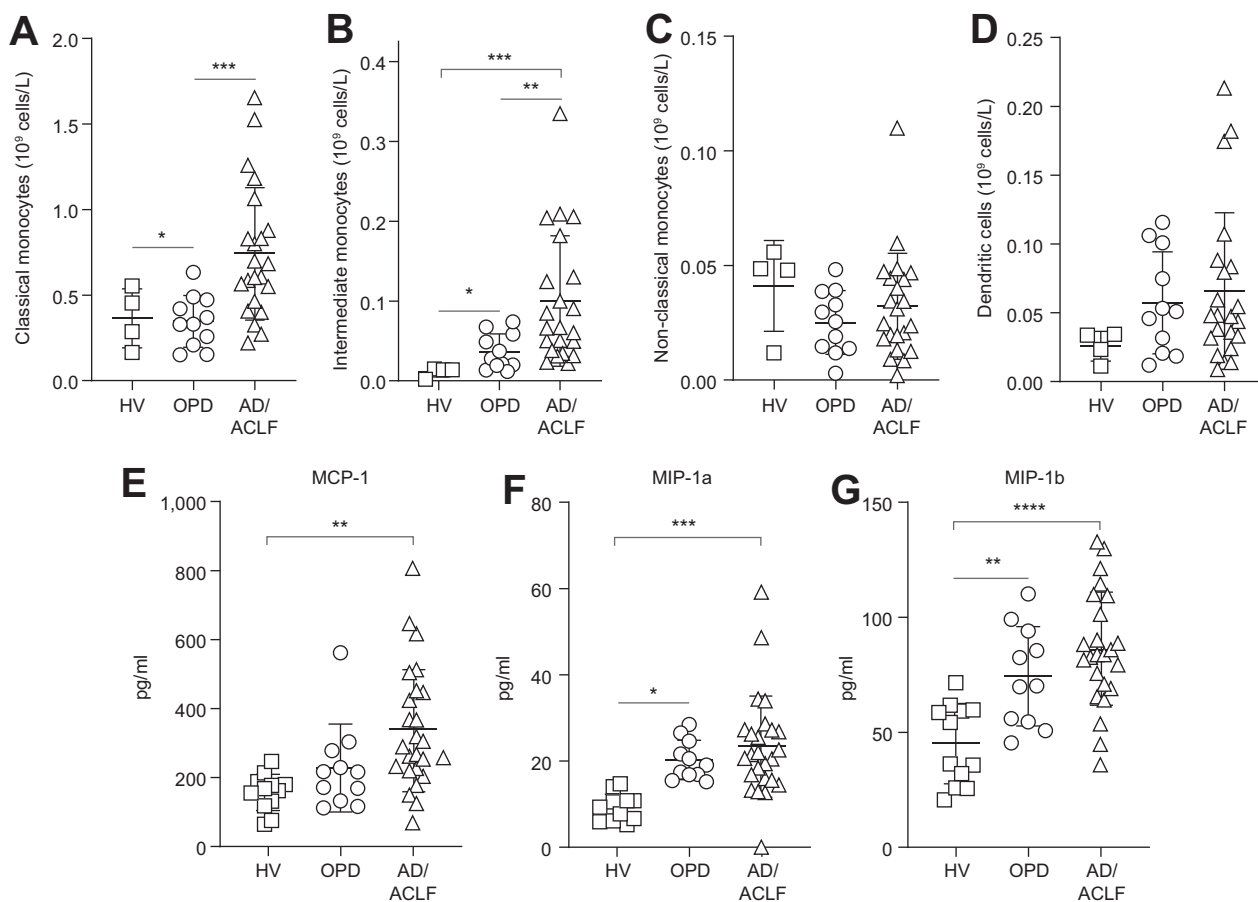 A
Classical monocytes (10⁹ cells/L)
2.0
1.5
1.0
0.5
0.0
*
***
HV
OPD
AD/
ACLF
B
Intermediate monocytes (10⁹ cells/L)
0.4
0.3
0.2
0.1
0.0
***
**
*
HV
OPD
AD/
ACLF
C
Non-classical monocytes (10⁹ cells/L)
0.15
0.10
0.05
0.00
HV
OPD
AD/
ACLF
D
Dendritic cells (10⁹ cells/L)
0.25
0.20
0.15
0.10
0.05
0.00
HV
OPD
AD/
ACLF
E
MCP-1
pg/ml
1,000
800
600
400
200
0
**
HV
OPD
AD/
ACLF
F
MIP-1a
pg/ml
80
60
40
20
0
***
*
HV
OPD
AD/
ACLF
G
MIP-1b
pg/ml
150
100
50
0
****
**
HV
OPD
AD/
ACLF